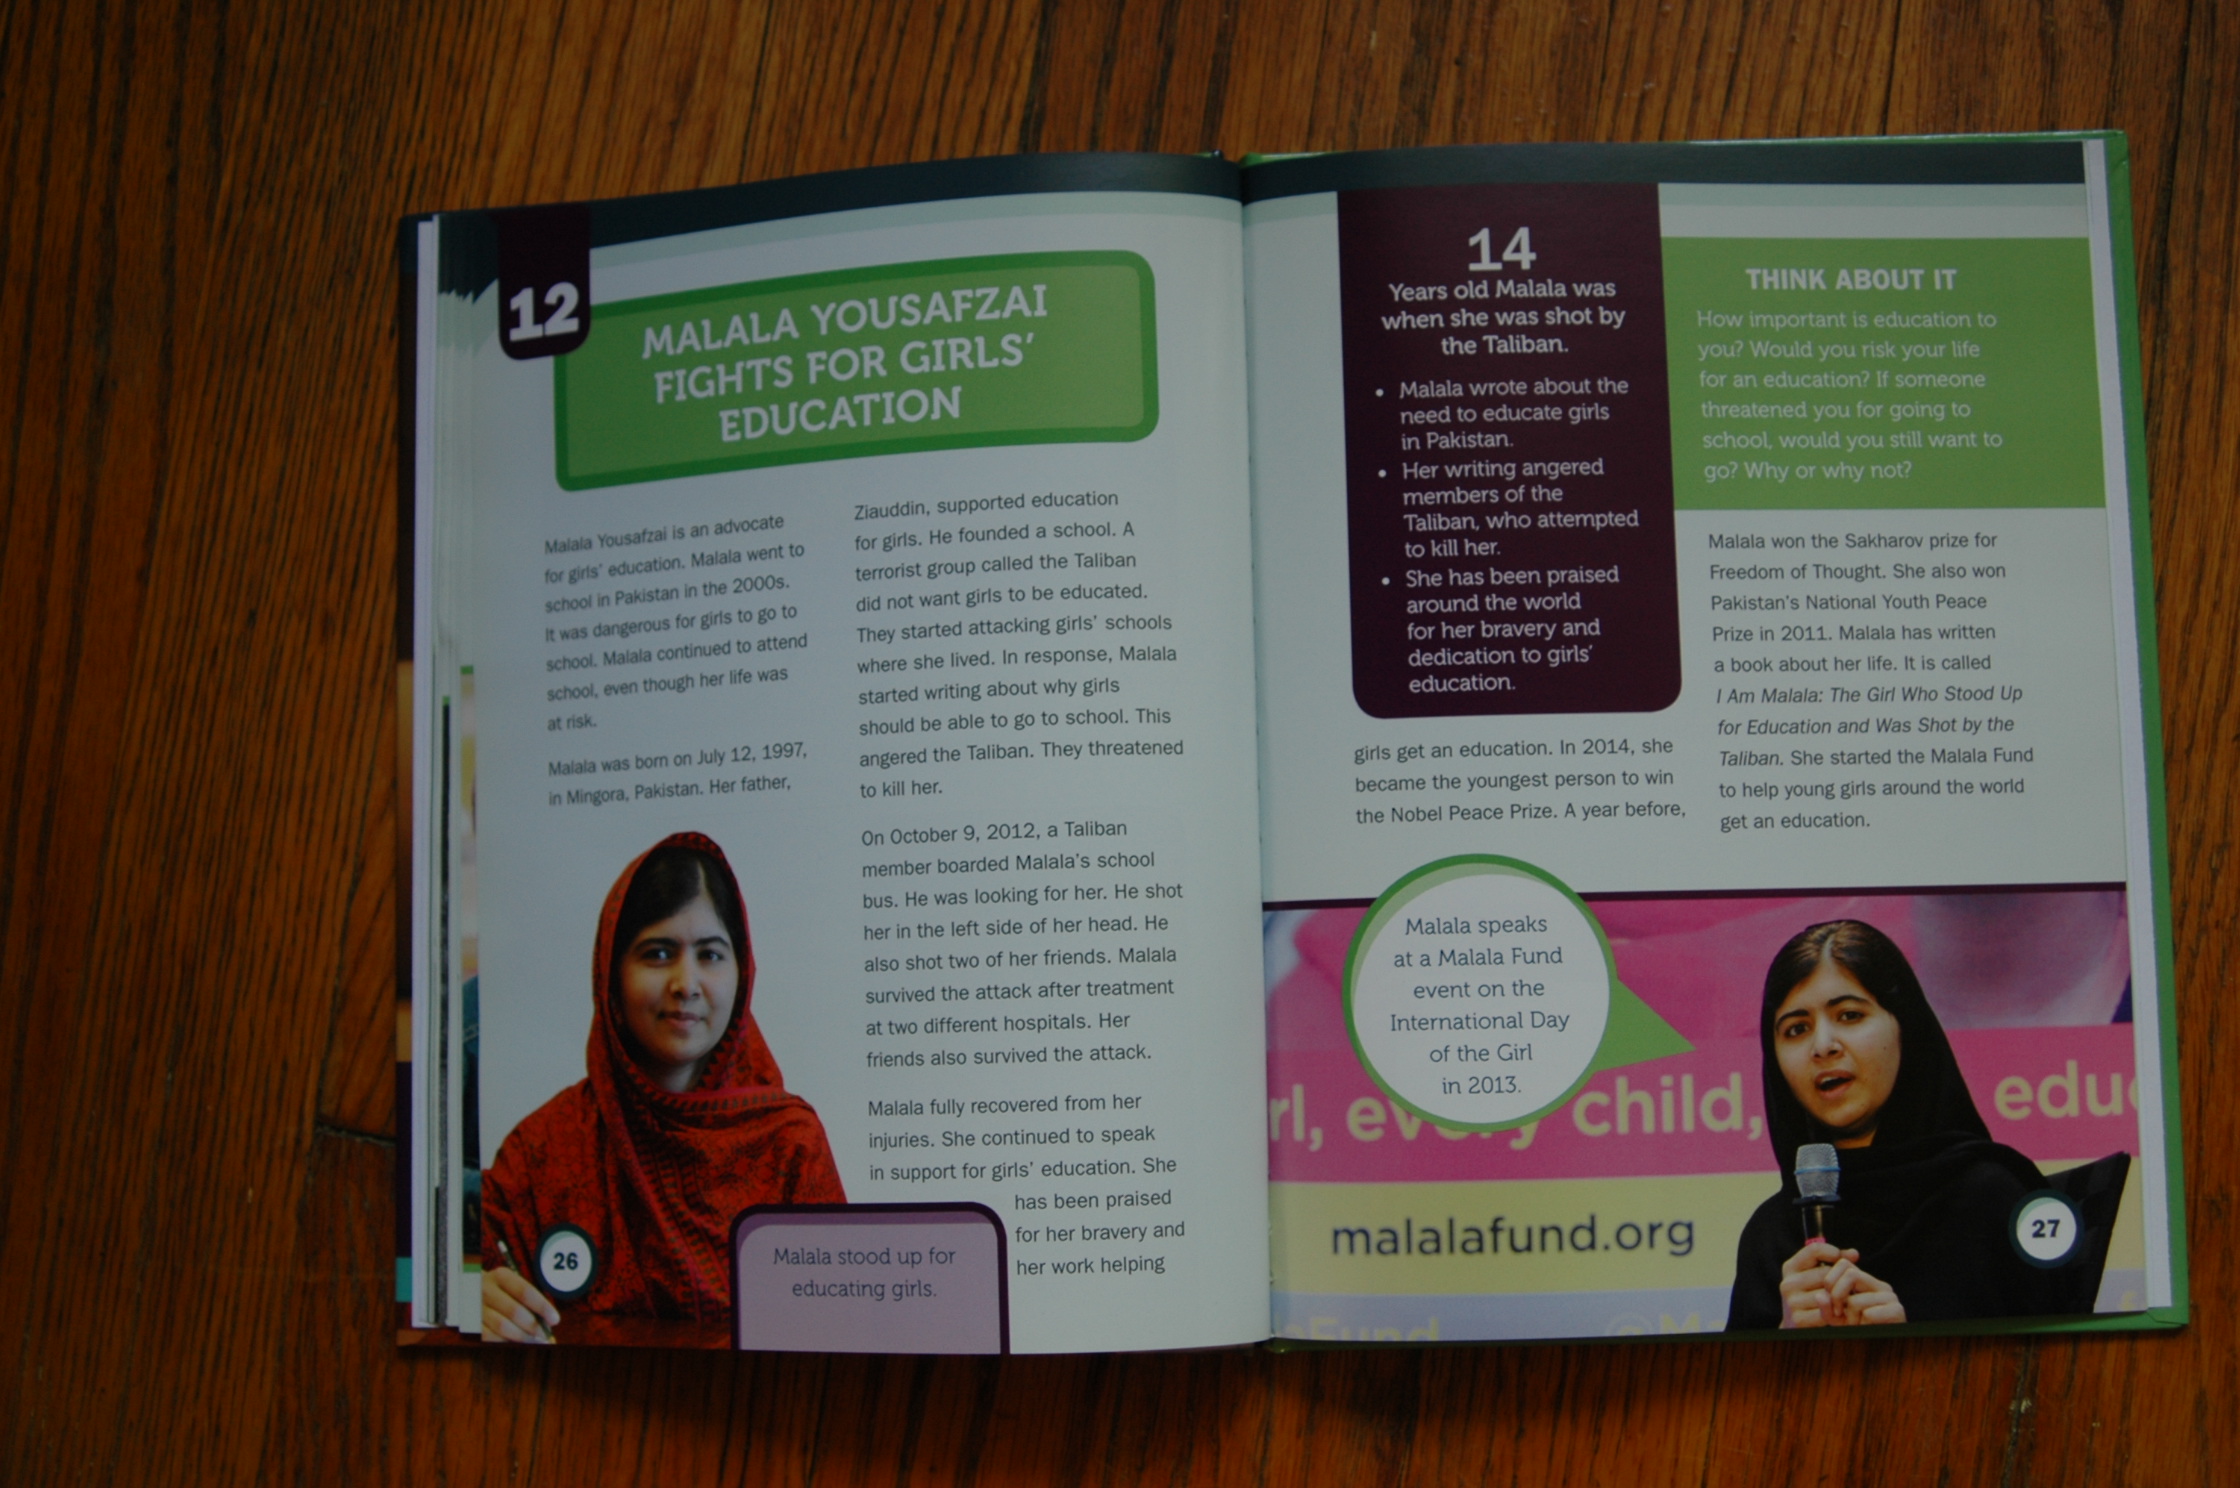 12
MALALA YOUSAFZAI
FIGHTS FOR GIRLS'
EDUCATION
Malala Yousafzai is an advocate
for girls' education. Malala went to
school in Pakistan in the 2000s.
It was dangerous for girls to go to
school. Malala continued to attend
school, even though her life was
at risk.
Malala was born on July 12, 1997,
in Mingora, Pakistan. Her father,
Ziauddin, supported education
for girls. He founded a school. A
terrorist group called the Taliban
did not want girls to be educated.
They started attacking girls' schools
where she lived. In response, Malala
started writing about why girls
should be able to go to school. This
angered the Taliban. They threatened
to kill her.
On October 9, 2012, a Taliban
member boarded Malala's school
bus. He was looking for her. He shot
her in the left side of her head. He
also shot two of her friends. Malala
survived the attack after treatment
at two different hospitals. Her
friends also survived the attack.
Malala fully recovered from her
injuries. She continued to speak
in support for girls' education. She
has been praised
for her bravery and
her work helping
Malala stood up for
educating girls.
26
14
Years old Malala was
when she was shot by
the Taliban.
• Malala wrote about the
need to educate girls
in Pakistan.
• Her writing angered
members of the
Taliban, who attempted
to kill her.
• She has been praised
around the world
for her bravery and
dedication to girls'
education.
girls get an education. In 2014, she
became the youngest person to win
the Nobel Peace Prize. A year before,
THINK ABOUT IT
How important is education to
you? Would you risk your life
for an education? If someone
threatened you for going to
school, would you still want to
go? Why or why not?
Malala won the Sakharov prize for
Freedom of Thought. She also won
Pakistan's National Youth Peace
Prize in 2011. Malala has written
a book about her life. It is called
I Am Malala: The Girl Who Stood Up
for Education and Was Shot by the
Taliban. She started the Malala Fund
to help young girls around the world
get an education.
Malala speaks
at a Malala Fund
event on the
International Day
of the Girl
in 2013.
rl, every child, educ
malalafund.org
27